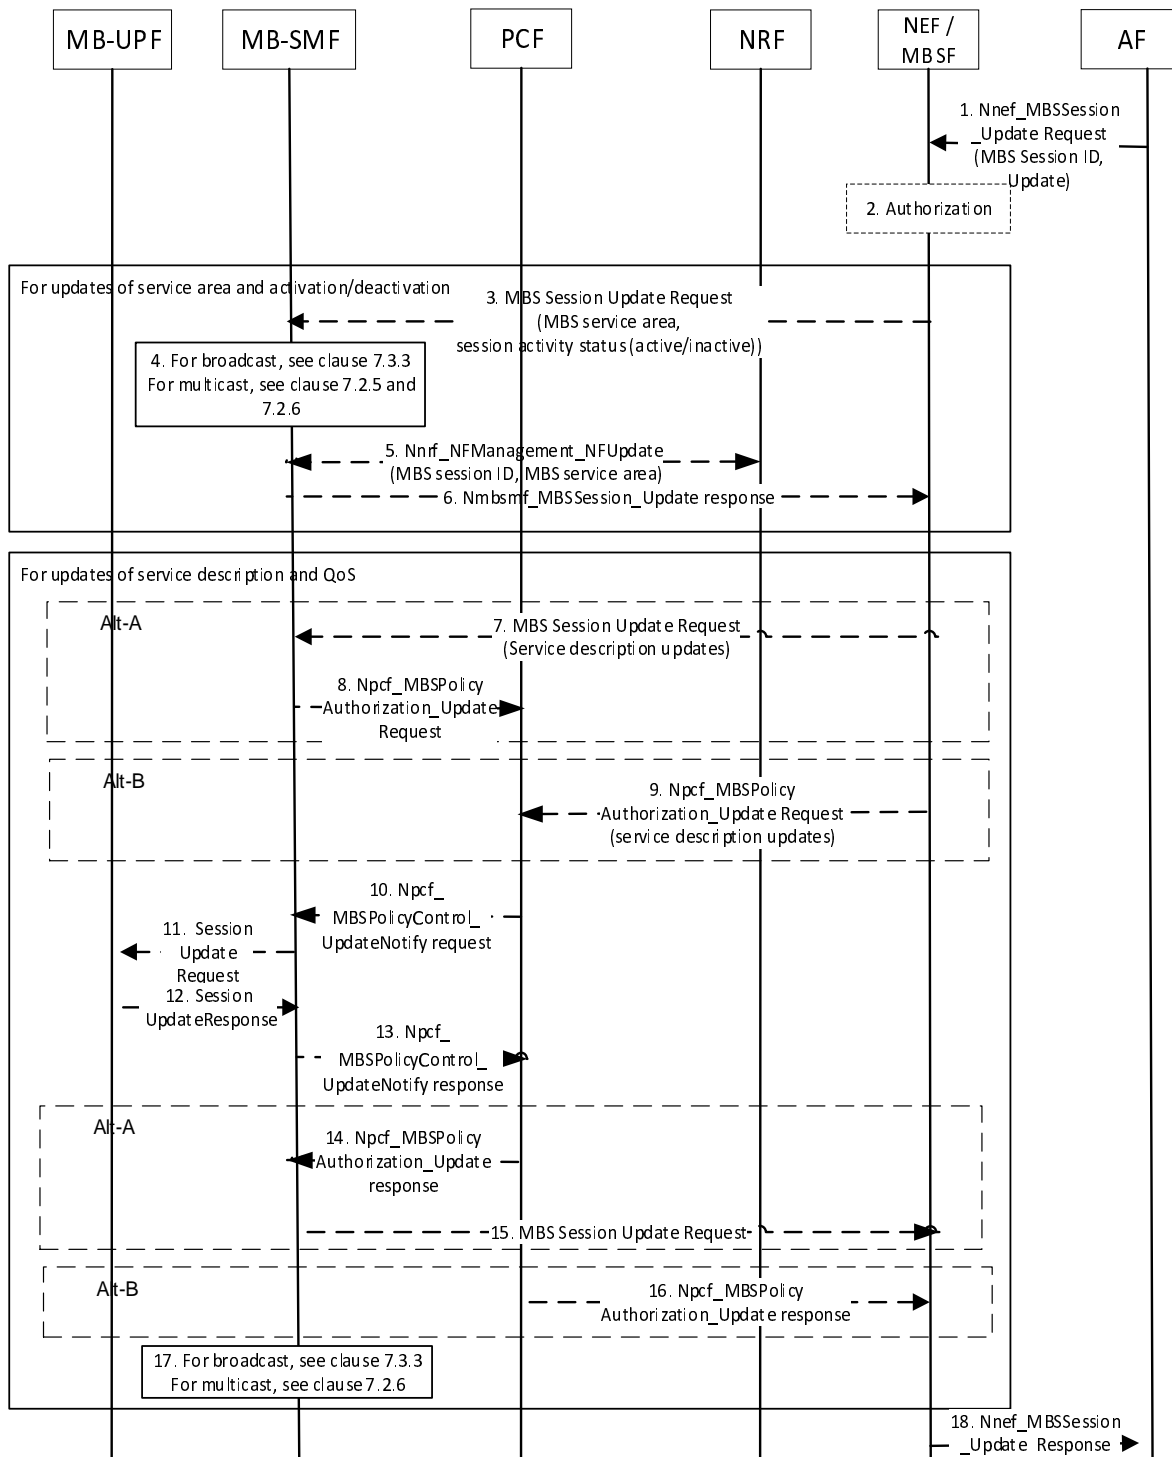 MB-UPF
MB-SMF
PCF
NRF
NEF /
MBSF
AF
1. Nnef_MBSSession
_Update Request
(MBS Session ID,
Update)
2. Authorization
For updates of service area and activation/deactivation
3. MBS Session Update Request
(MBS service area,
session activity status (active/inactive))
4. For broadcast, see clause 7.3.3
For multicast, see clause 7.2.5 and
7.2.6
5. Nnrf_NFManagement_NFUpdate
(MBS session ID, MBS service area)
6. Nmbsmf_MBSSession_Update response
For updates of service description and QoS
Alt-A
7. MBS Session Update Request
(Service description updates)
8. Npcf_MBSPolicy
Authorization_Update
Request
Alt-B
9. Npcf_MBSPolicy
Authorization_Update Request
(service description updates)
10. Npcf_
MBSPolicyControl_
UpdateNotify request
11. Session
Update
Request
12. Session
UpdateResponse
13. Npcf_
MBSPolicyControl_
UpdateNotify response
Alt-A
14. Npcf_MBSPolicy
Authorization_Update
response
15. MBS Session Update Request
Alt-B
16. Npcf_MBSPolicy
Authorization_Update response
17. For broadcast, see clause 7.3.3
For multicast, see clause 7.2.6
18. Nnef_MBSSession
_Update Response